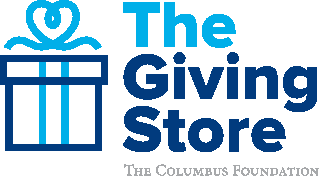 The
Giving
Store
The Columbus Foundation